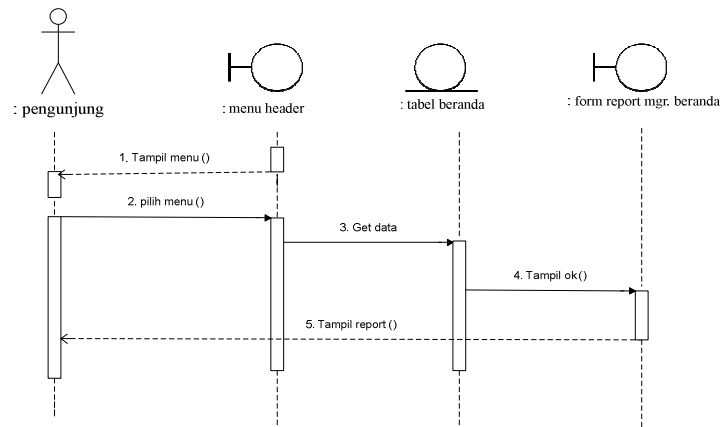 : pengunjung
: menu header
: tabel beranda
: form report mgr. beranda
1. Tampil menu ()
2. pilih menu ()
3. Get data
4. Tampil ok ()
5. Tampil report ()